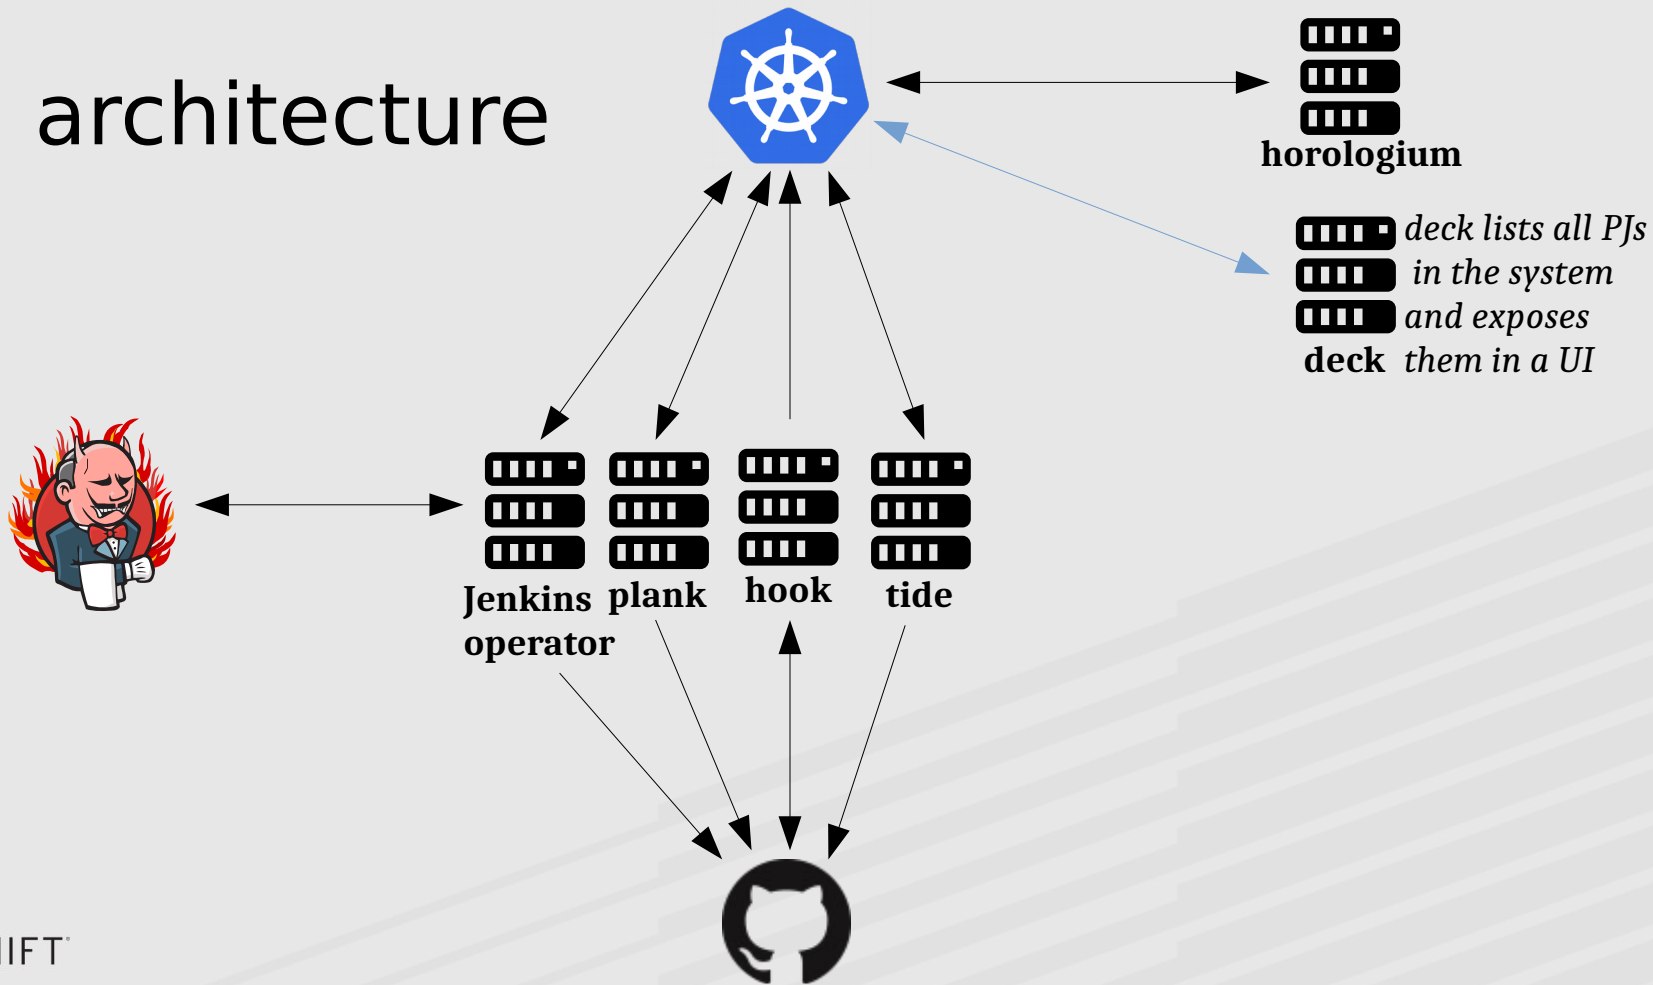 architecture
horologium
deck lists all PJs
in the system
and exposes
deck them in a UI
Jenkins plank hook tide
operator